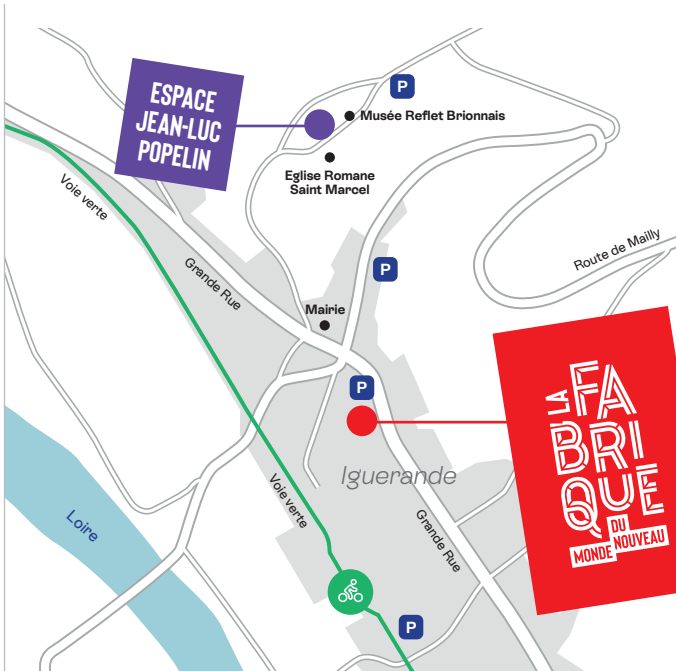 ESPACE
JEAN-LUC
POPELIN
P
Musée Reflet Brionnais
Eglise Romane
Saint Marcel
Voie verte
Grande Rue
P
Route de Mailly
Mairie
P
LA
FA
BRI
QUE
DU
NOUVEAU
MONDE
Iguerande
Voie verte
Grande Rue
Loire
P